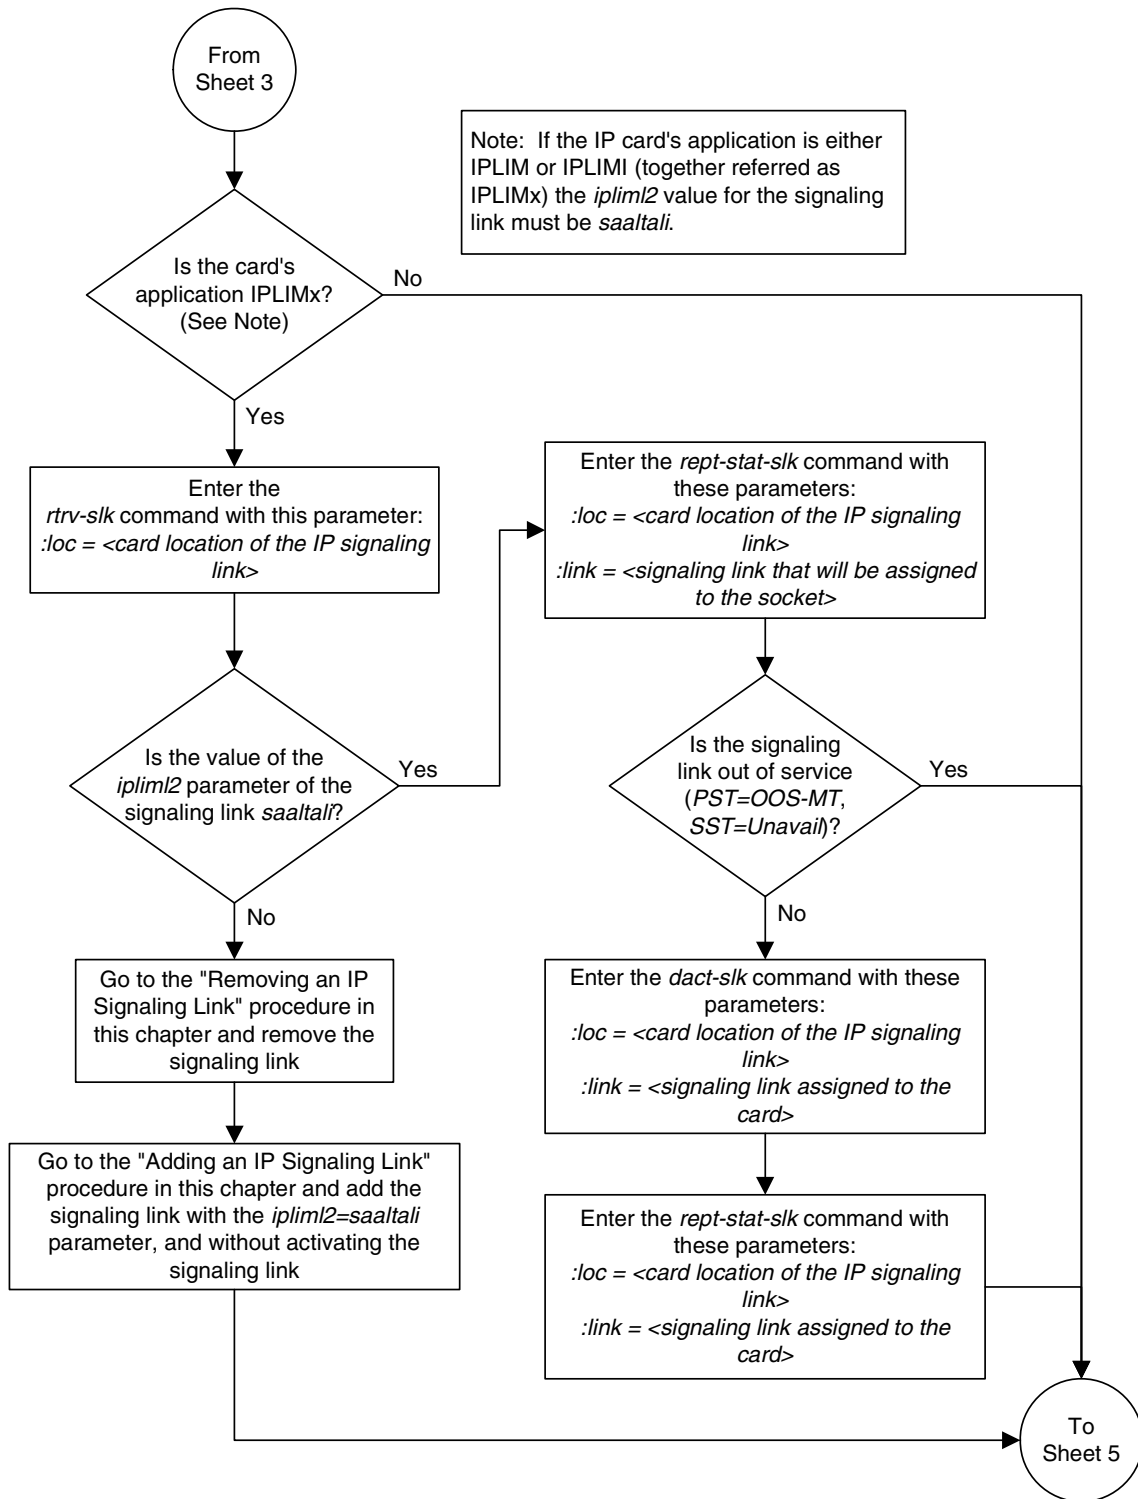 From
Sheet 3
Note:  If the IP card's application is either
IPLIM or IPLIMI (together referred as
IPLIMx) the ipliml2 value for the signaling
link must be saaltali.
Is the card's
application IPLIMx?
(See Note)
No
Yes
Enter the
rtrv-slk command with this parameter:
:loc = <card location of the IP signaling
link>
Is the value of the
ipliml2 parameter of the
signaling link saaltali?
Yes
No
Go to the "Removing an IP
Signaling Link" procedure in
this chapter and remove the
signaling link
Go to the "Adding an IP Signaling Link"
procedure in this chapter and add the
signaling link with the ipliml2=saaltali
parameter, and without activating the
signaling link
Enter the rept-stat-slk command with
these parameters:
:loc = <card location of the IP signaling
link>
:link = <signaling link that will be assigned
to the socket>
Is the signaling
link out of service
(PST=OOS-MT,
SST=Unavail)?
Yes
No
Enter the dact-slk command with these
parameters:
:loc = <card location of the IP signaling
link>
:link = <signaling link assigned to the
card>
Enter the rept-stat-slk command with
these parameters:
:loc = <card location of the IP signaling
link>
:link = <signaling link assigned to the
card>
To
Sheet 5